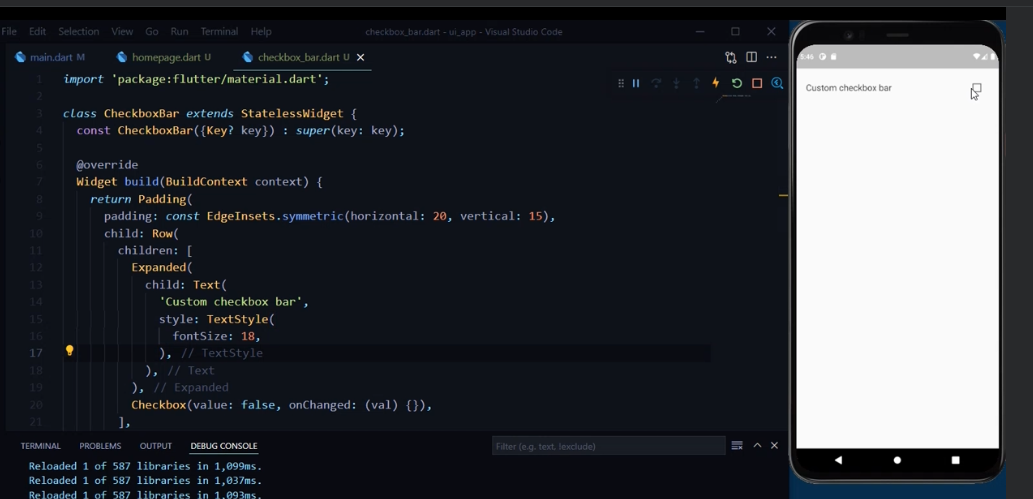 File Edit Selection View Go Run Terminal Help checkbox_bar.dart - ui_app - Visual Studio Code
main.dart M homepage.dart U checkbox_bar.dart U
1 import 'package:flutter/material.dart';
2
3 class CheckboxBar extends StatelessWidget {
4 const CheckboxBar({Key? key}) : super(key: key);
5
6 @override
7 Widget build(BuildContext context) {
8 return Padding(
9 padding: const EdgeInsets.symmetric(horizontal: 20, vertical: 15),
10 child: Row(
11 children: [
12 Expanded(
13 child: Text(
14 'Custom checkbox bar',
15 style: TextStyle(
16 fontSize: 18,
17 ), // TextStyle
18 ), // Text
19 ), // Expanded
20 Checkbox(value: false, onChanged: (val) {}),
21 ],
TERMINAL PROBLEMS OUTPUT DEBUG CONSOLE Filter (e.g. text, !exclude)
Reloaded 1 of 587 libraries in 1,099ms.
Reloaded 1 of 587 libraries in 1,037ms.
Reloaded 1 of 587 libraries in 1,093ms.
Custom checkbox bar